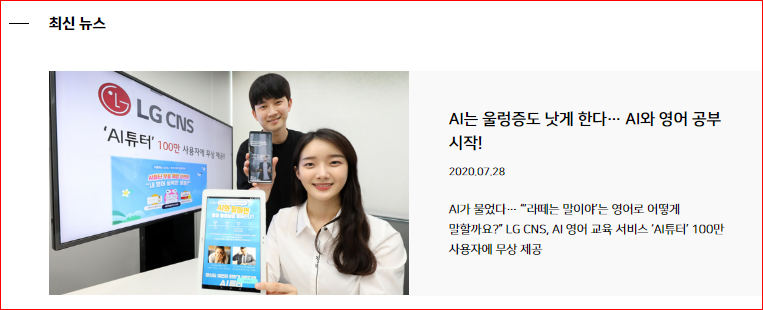 최신 뉴스
LG CNS
'AI튜터' 100만 사용자에 무상 제공!!
AI튜터
AI는 울렁증도 낫게 한다… AI와 영어 공부
시작!
2020.07.28
AI가 물었다… “’라떼는 말이야’는 영어로 어떻게
말할까요?” LG CNS, AI 영어 교육 서비스 ’AI튜터’ 100만
사용자에 무상 제공